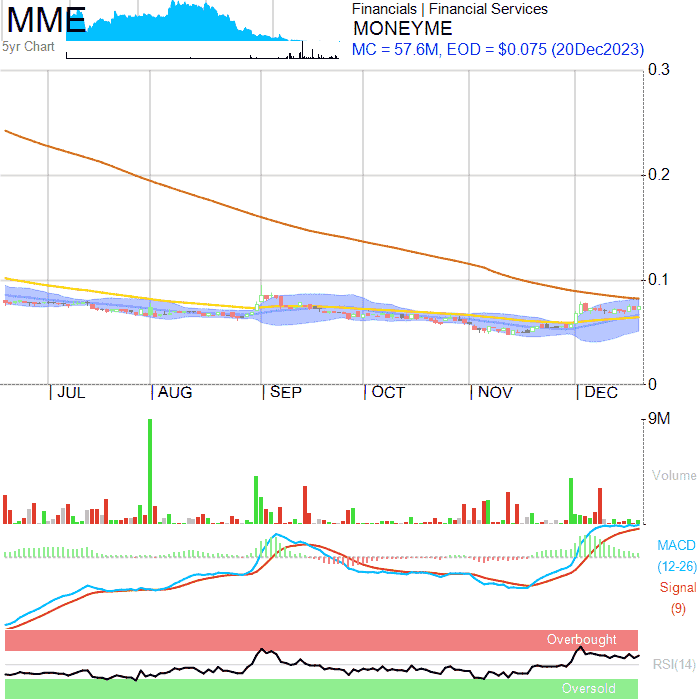 MME
5yr Chart
Financials | Financial Services
MONEYME
MC = 57.6M, EOD = $0.075 (20Dec2023)
0.3
0.2
0.1
0
| JUL | AUG | SEP | OCT | NOV | DEC
9M
Volume
MACD
(12-26)
Signal
(9)
Overbought
RSI(14)
Oversold